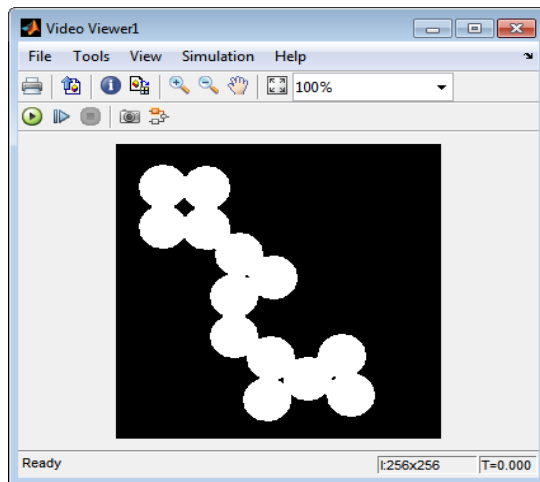 Video Viewer1
File Tools View Simulation Help
100%
Ready I:256x256 T=0.000